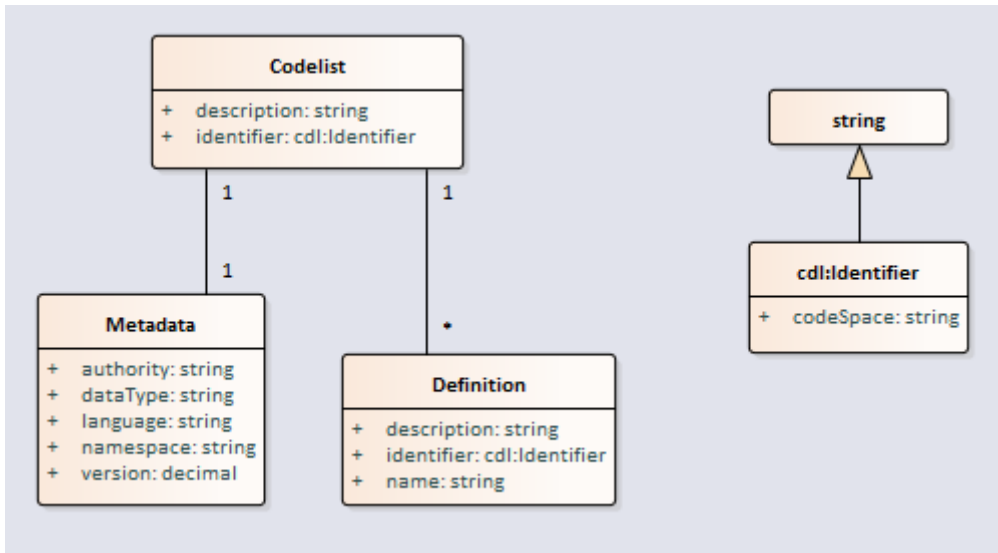 Codelist
+ description: string
+ identifier: cdl:Identifier
1
1
1
*
Metadata
+ authority: string
+ dataType: string
+ language: string
+ namespace: string
+ version: decimal
Definition
+ description: string
+ identifier: cdl:Identifier
+ name: string
string
cdl:Identifier
+ codeSpace: string